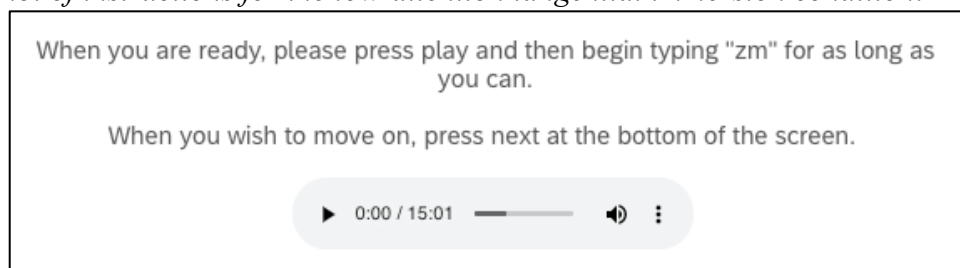 When you are ready, please press play and then begin typing "zm" for as long as
you can.
When you wish to move on, press next at the bottom of the screen.
0:00 / 15:01